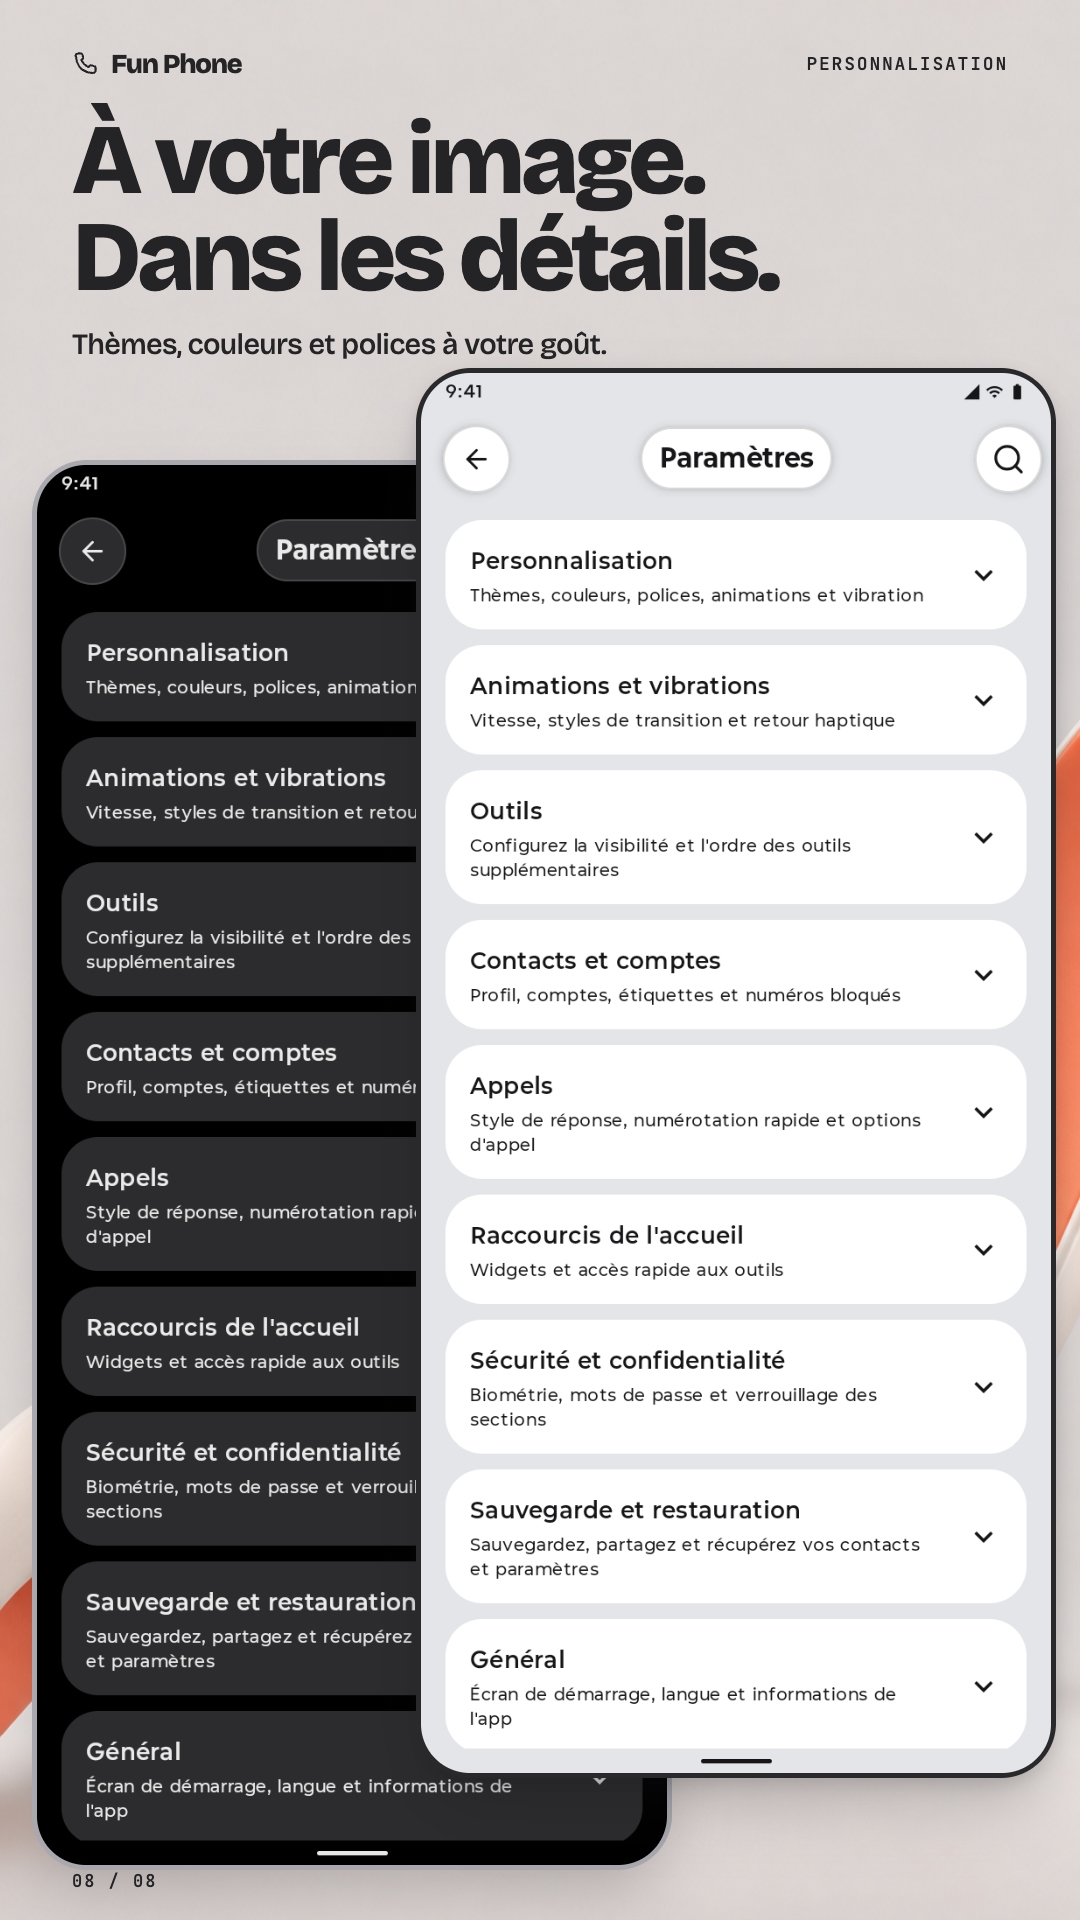 Fun Phone
PERSONNALISATION
À votre image.
Dans les détails.
Thèmes, couleurs et polices à votre goût.
9:41
Paramètres
Personnalisation
Thèmes, couleurs, polices, animations et vibration
Animations et vibrations
Vitesse, styles de transition et retour haptique
Outils
Configurez la visibilité et l'ordre des outils
supplémentaires
Contacts et comptes
Profil, comptes, étiquettes et numéros bloqués
Appels
Style de réponse, numérotation rapide et options
d'appel
Raccourcis de l'accueil
Widgets et accès rapide aux outils
Sécurité et confidentialité
Biométrie, mots de passe et verrouillage des
sections
Sauvegarde et restauration
Sauvegardez, partagez et récupérez vos contacts
et paramètres
Général
Écran de démarrage, langue et informations de
l'app
9:41
Paramètre
Personnalisation
Thèmes, couleurs, polices, animation
Animations et vibrations
Vitesse, styles de transition et retou
Outils
Configurez la visibilité et l'ordre des
supplémentaires
Contacts et comptes
Profil, comptes, étiquettes et numér
Appels
Style de réponse, numérotation rapi
d'appel
Raccourcis de l'accueil
Widgets et accès rapide aux outils
Sécurité et confidentialité
Biométrie, mots de passe et verrouil
sections
Sauvegarde et restauration
Sauvegardez, partagez et récupérez
et paramètres
Général
Écran de démarrage, langue et informations de
l'app
08 / 08